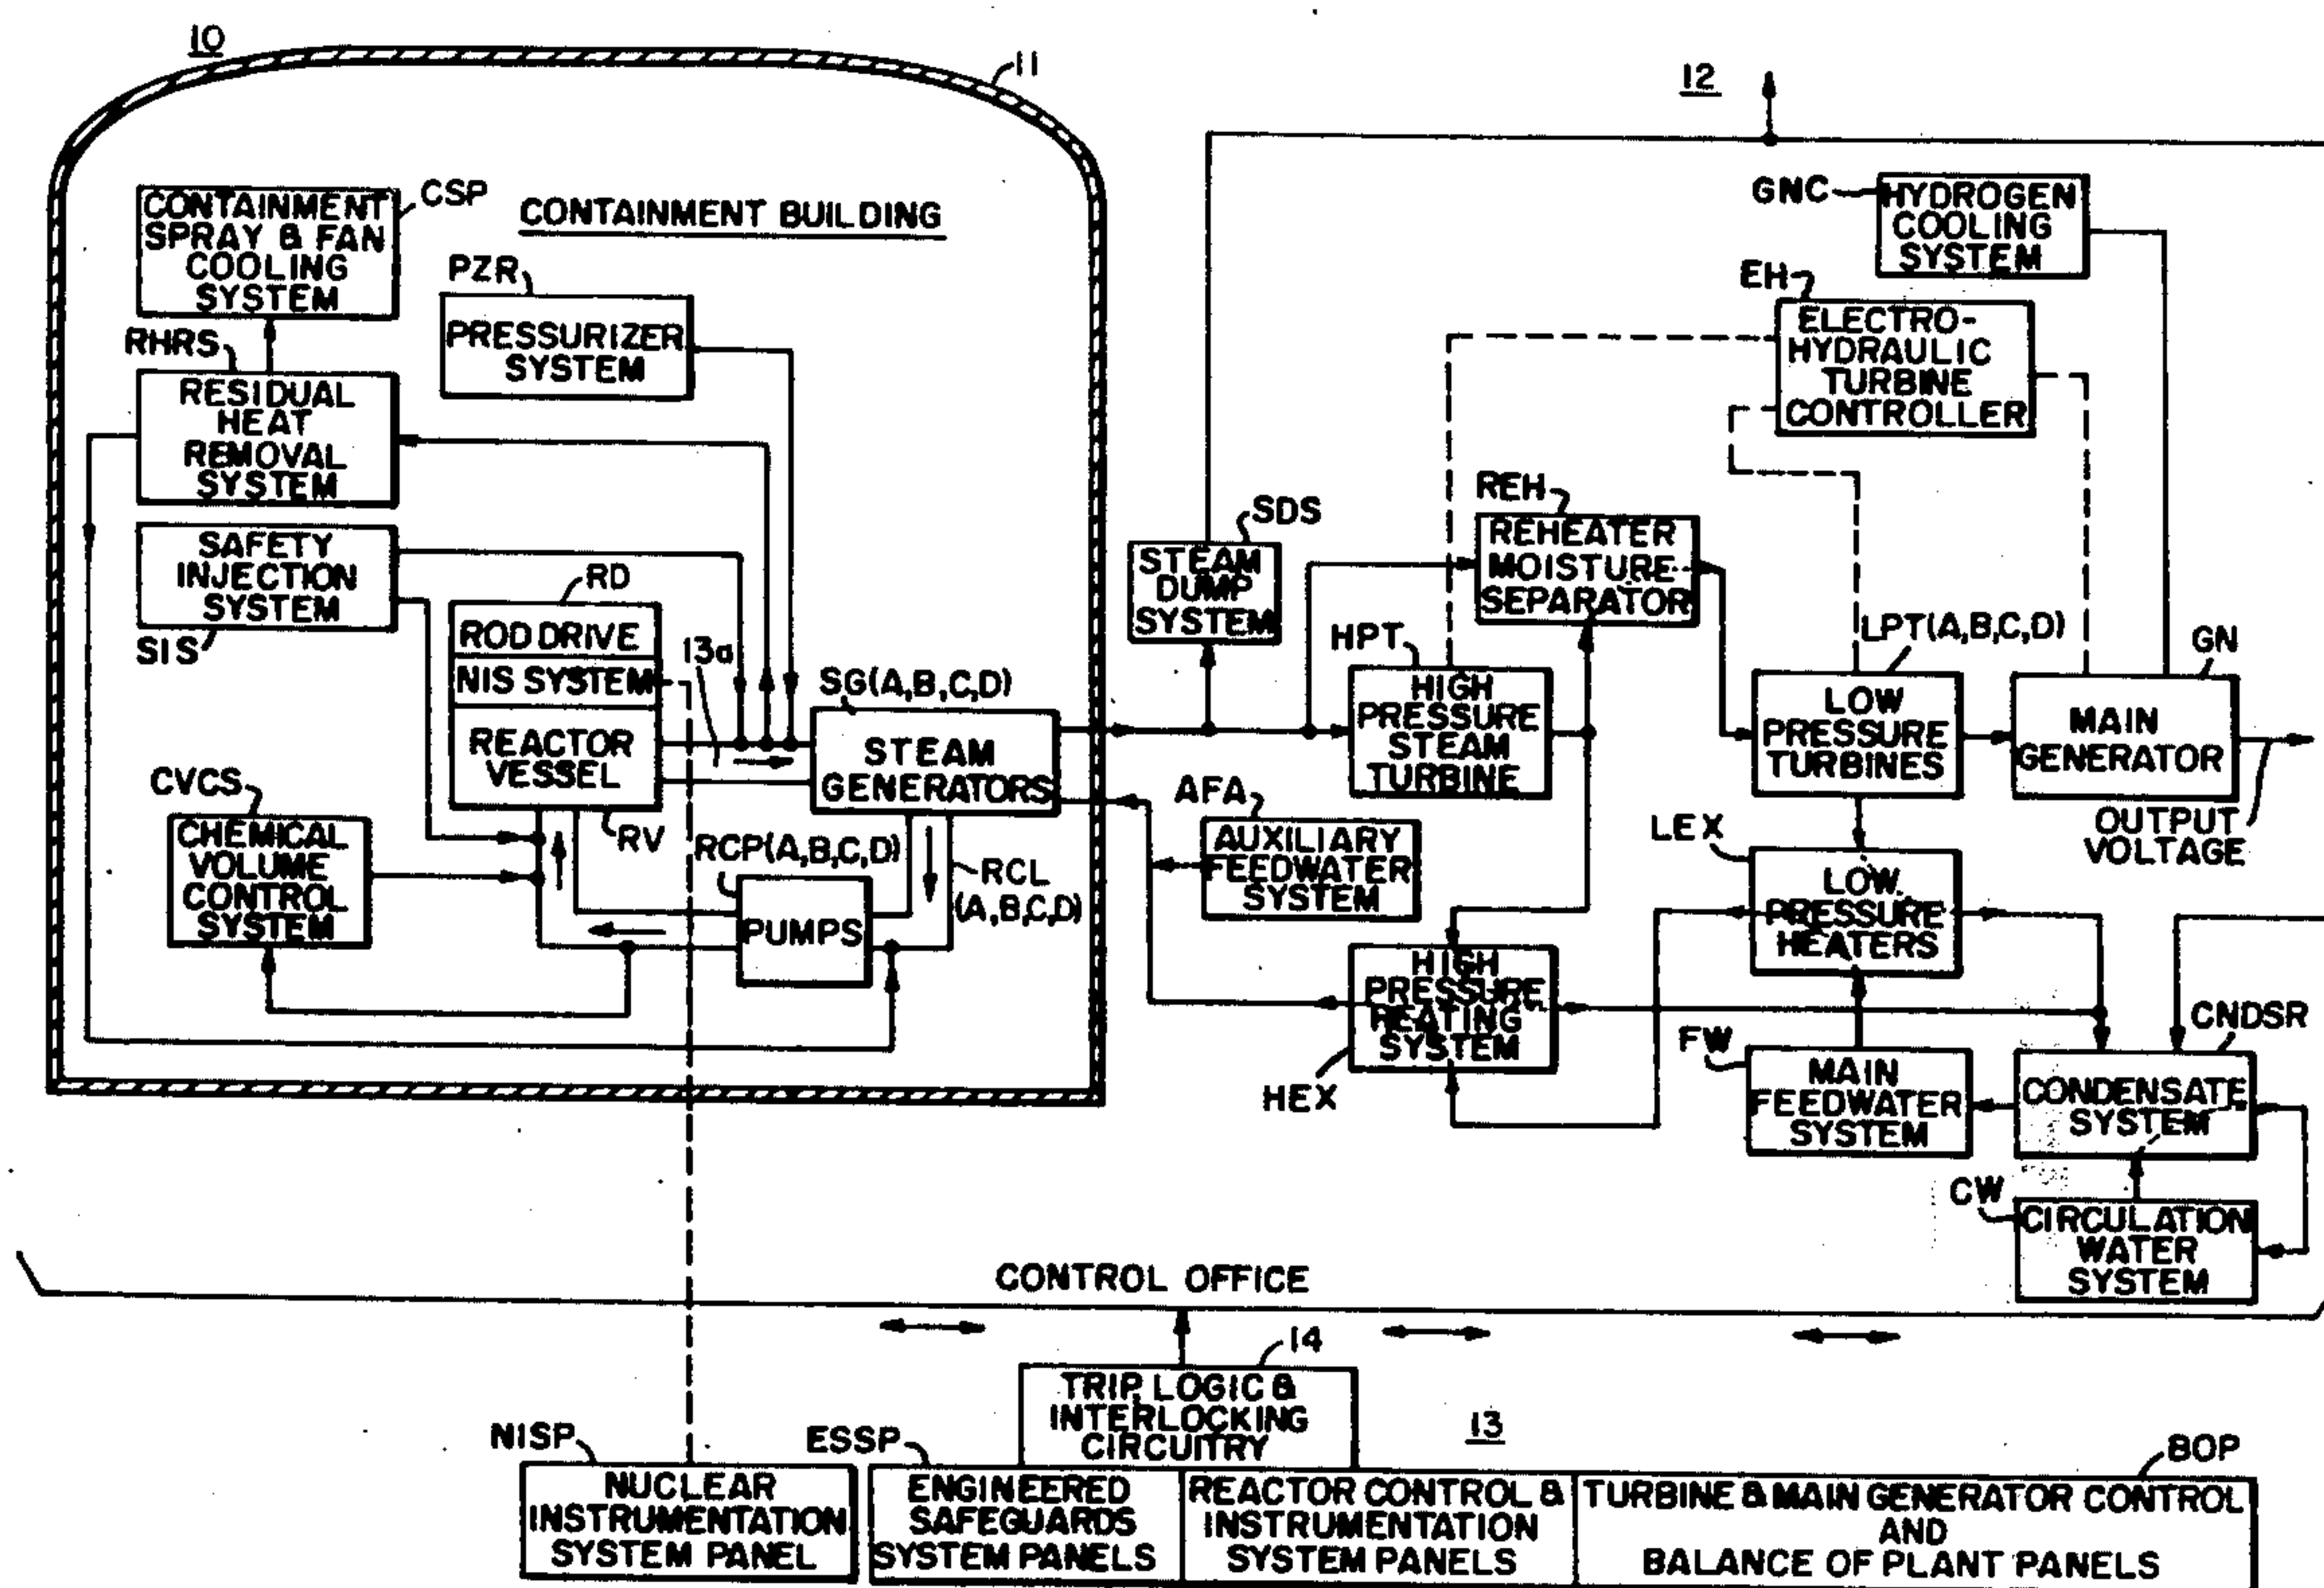 10
11
12
CONTAINMENT
SPRAY & FAN
COOLING
SYSTEM
CSP
CONTAINMENT BUILDING
PZR
PRESSURIZER
SYSTEM
RHRS
RESIDUAL
HEAT
REMOVAL
SYSTEM
SAFETY
INJECTION
SYSTEM
SIS
RD
ROD DRIVE
NIS SYSTEM
REACTOR
VESSEL
RV
13a
SG(A,B,C,D)
STEAM
GENERATORS
CVCS
CHEMICAL
VOLUME
CONTROL
SYSTEM
RCP(A,B,C,D)
PUMPS
RCL
(A,B,C,D)
GNC
HYDROGEN
COOLING
SYSTEM
EH
ELECTRO-
HYDRAULIC
TURBINE
CONTROLLER
SDS
STEAM
DUMP
SYSTEM
REH
REHEATER
MOISTURE
SEPARATOR
HPT
HIGH
PRESSURE
STEAM
TURBINE
LPT(A,B,C,D)
LOW
PRESSURE
TURBINES
GN
MAIN
GENERATOR
OUTPUT
VOLTAGE
AFA
AUXILIARY
FEEDWATER
SYSTEM
LEX
LOW
PRESSURE
HEATERS
HIGH
PRESSURE
HEATING
SYSTEM
HEX
FW
MAIN
FEEDWATER
SYSTEM
CNDSR
CONDENSATE
SYSTEM
CW
CIRCULATION
WATER
SYSTEM
CONTROL OFFICE
14
TRIP LOGIC &
INTERLOCKING
CIRCUITRY
13
NISP
NUCLEAR
INSTRUMENTATION
SYSTEM PANEL
ESSP
ENGINEERED
SAFEGUARDS
SYSTEM PANELS
REACTOR CONTROL &
INSTRUMENTATION
SYSTEM PANELS
BOP
TURBINE & MAIN GENERATOR CONTROL
AND
BALANCE OF PLANT PANELS